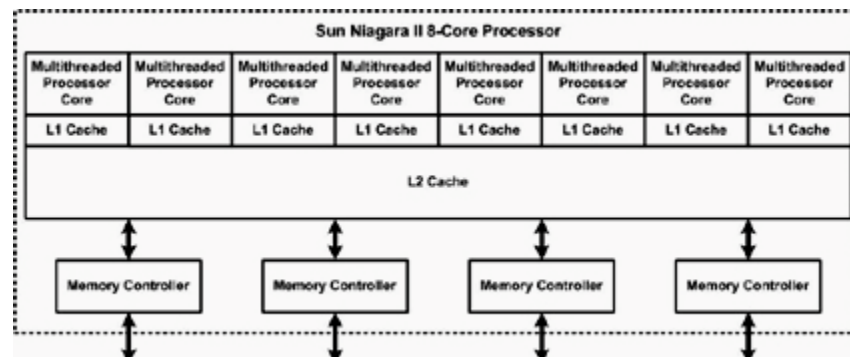 Sun Niagara II 8-Core Processor
Multithreaded Multithreaded Multithreaded Multithreaded Multithreaded Multithreaded Multithreaded Multithreaded
Processor Processor Processor Processor Processor Processor Processor Processor
Core Core Core Core Core Core Core Core
L1 Cache L1 Cache L1 Cache L1 Cache L1 Cache L1 Cache L1 Cache L1 Cache
L2 Cache
Memory Controller Memory Controller Memory Controller Memory Controller